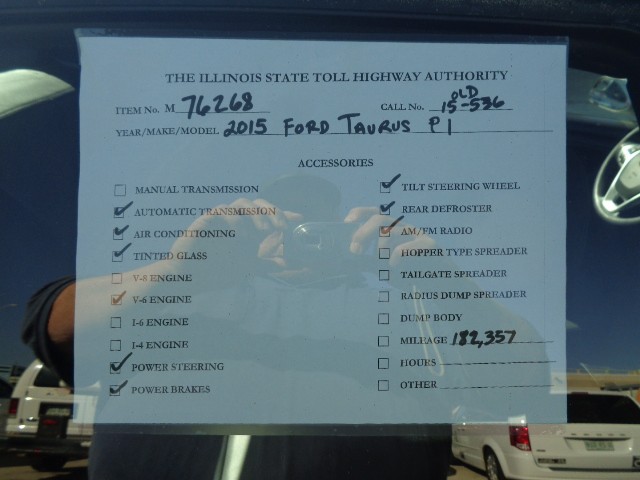 THE ILLINOIS STATE TOLL HIGHWAY AUTHORITY
ITEM No. M 76268
CALL No. OLD 15-536
YEAR/MAKE/MODEL 2015 FORD TAURUS PI
ACCESSORIES
MANUAL TRANSMISSION
AUTOMATIC TRANSMISSION
AIR CONDITIONING
TINTED GLASS
V-8 ENGINE
V-6 ENGINE
I-6 ENGINE
I-4 ENGINE
POWER STEERING
POWER BRAKES
TILT STEERING WHEEL
REAR DEFROSTER
AM/FM RADIO
HOPPER TYPE SPREADER
TAILGATE SPREADER
RADIUS DUMP SPREADER
DUMP BODY
MILEAGE 182,357
HOURS
OTHER